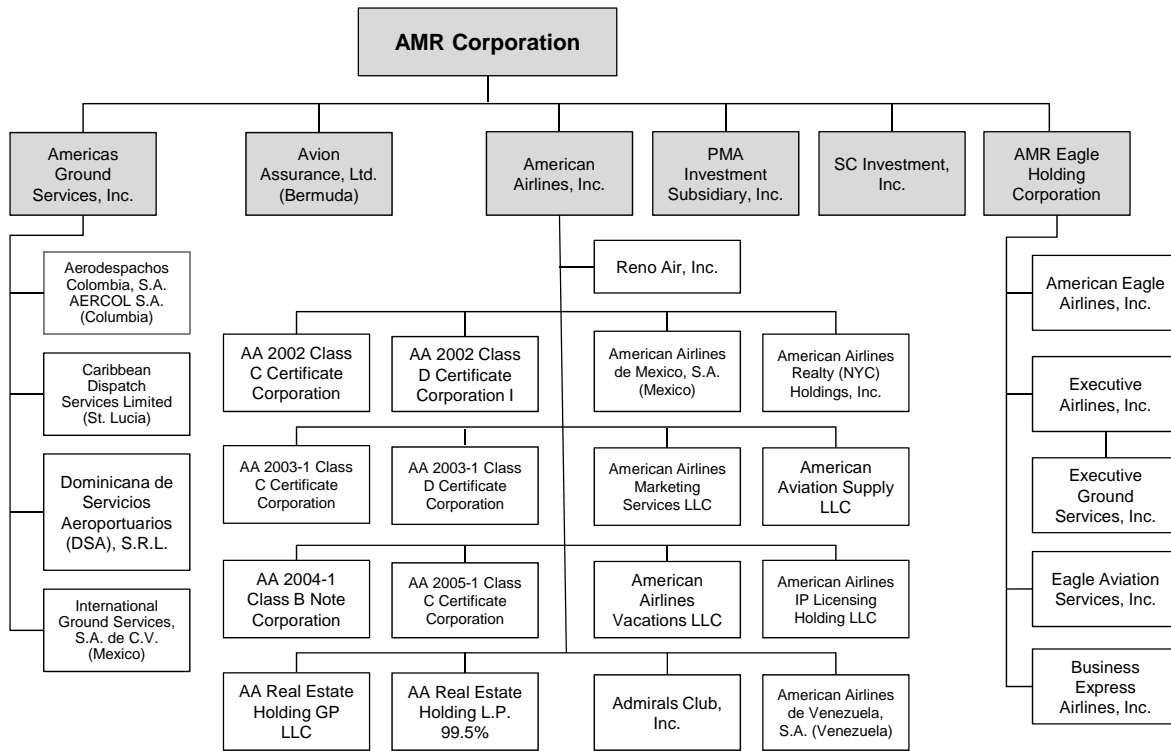 AMR Corporation
Americas
Ground
Services, Inc.
Avion
Assurance, Ltd.
(Bermuda)
American
Airlines, Inc.
PMA
Investment
Subsidiary, Inc.
SC Investment,
Inc.
AMR Eagle
Holding
Corporation
Aerodespachos
Colombia, S.A.
AERCOL S.A.
(Columbia)
Caribbean
Dispatch
Services Limited
(St. Lucia)
Dominicana de
Servicios
Aeroportuarios
(DSA), S.R.L.
International
Ground Services,
S.A. de C.V.
(Mexico)
Reno Air, Inc.
AA 2002 Class
C Certificate
Corporation
AA 2002 Class
D Certificate
Corporation I
American Airlines
de Mexico, S.A.
(Mexico)
American Airlines
Realty (NYC)
Holdings, Inc.
AA 2003-1 Class
C Certificate
Corporation
AA 2003-1 Class
D Certificate
Corporation
American Airlines
Marketing
Services LLC
American
Aviation Supply
LLC
AA 2004-1
Class B Note
Corporation
AA 2005-1 Class
C Certificate
Corporation
American
Airlines
Vacations LLC
American Airlines
IP Licensing
Holding LLC
AA Real Estate
Holding GP
LLC
AA Real Estate
Holding L.P.
99.5%
Admirals Club,
Inc.
American Airlines
de Venezuela,
S.A. (Venezuela)
American Eagle
Airlines, Inc.
Executive
Airlines, Inc.
Executive
Ground
Services, Inc.
Eagle Aviation
Services, Inc.
Business
Express
Airlines, Inc.